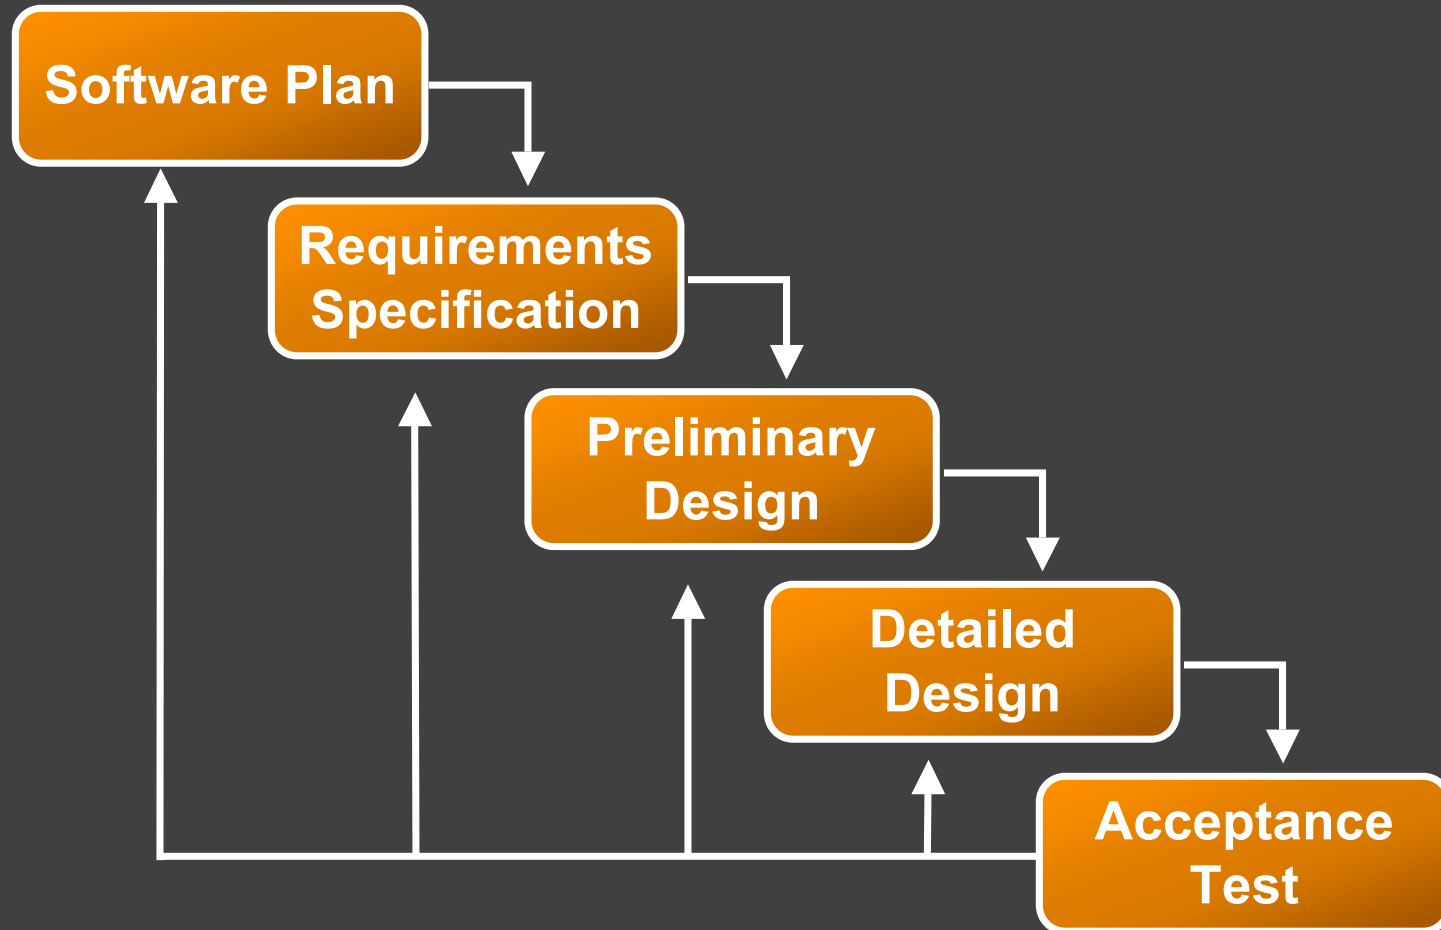 Software Plan
Requirements
Specification
Preliminary
Design
Detailed
Design
Acceptance
Test